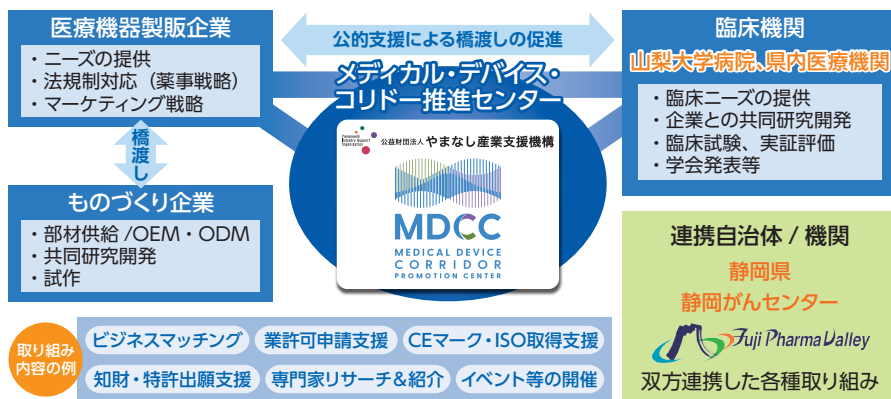 医療機器製販企業
・ニーズの提供
・法規制対応（薬事戦略）
・マーケティング戦略
橋渡し
ものづくり企業
・部材供給 /OEM・ODM
・共同研究開発
・試作
公的支援による橋渡しの促進
メディカル・デバイス・
コリドー推進センター
Yamanashi
Industry Support
Organization
公益財団法人 やまなし産業支援機構
MDCC
MEDICAL DEVICE
CORRIDOR
PROMOTION CENTER
臨床機関
山梨大学病院、県内医療機関
・臨床ニーズの提供
・企業との共同研究開発
・臨床試験、実証評価
・学会発表等
連携自治体 / 機関
静岡県
静岡がんセンター
Fuji Pharma Valley
双方連携した各種取り組み
取り組み
内容の例
ビジネスマッチング
業許可申請支援
CEマーク・ISO取得支援
知財・特許出願支援
専門家リサーチ＆紹介
イベント等の開催